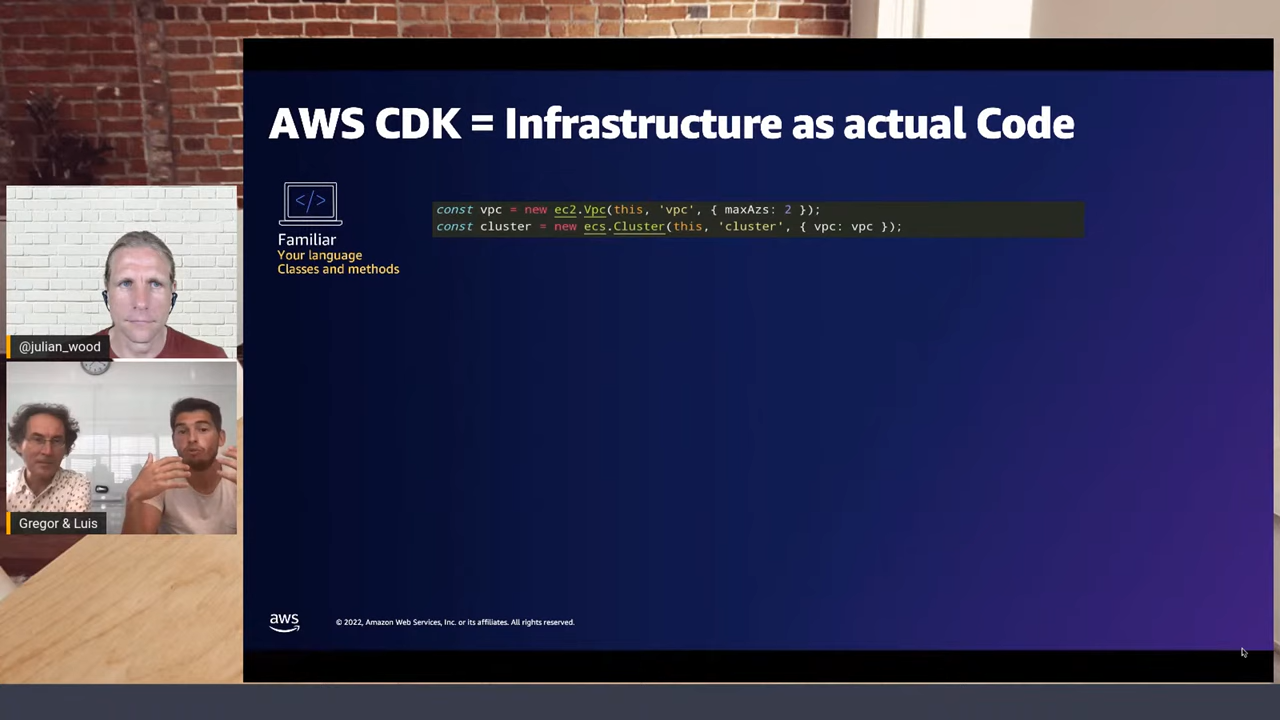 AWS CDK = Infrastructure as actual Code
</>
Familiar
Your language
Classes and methods
const vpc = new ec2.Vpc(this, 'vpc', { maxAzs: 2 });
const cluster = new ecs.Cluster(this, 'cluster', { vpc: vpc });
@julian_wood
Gregor & Luis
aws
© 2022, Amazon Web Services, Inc. or its affiliates. All rights reserved.